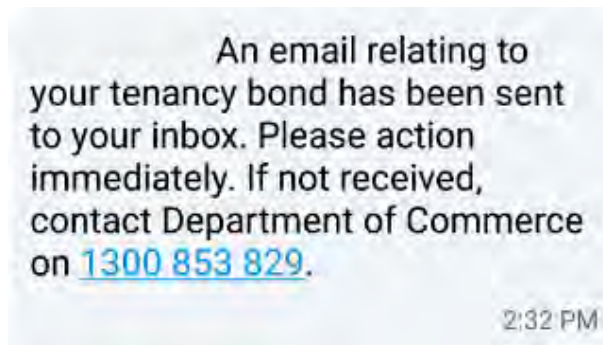 An email relating to
your tenancy bond has been sent
to your inbox. Please action
immediately. If not received,
contact Department of Commerce
on 1300 853 829.
2:32 PM